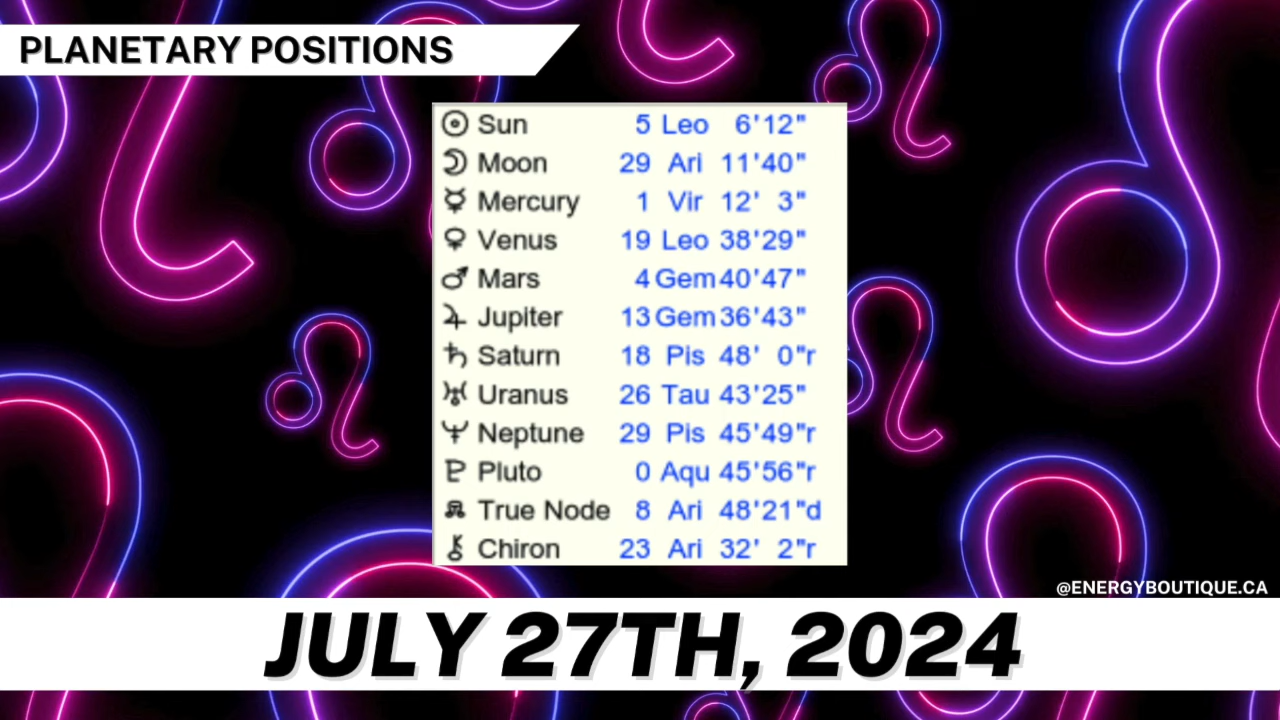 PLANETARY POSITIONS
Sun 5 Leo 6'12"
Moon 29 Ari 11'40"
Mercury 1 Vir 12' 3"
Venus 19 Leo 38'29"
Mars 4 Gem 40'47"
Jupiter 13 Gem 36'43"
Saturn 18 Pis 48' 0"r
Uranus 26 Tau 43'25"
Neptune 29 Pis 45'49"r
Pluto 0 Aqu 45'56"r
True Node 8 Ari 48'21"d
Chiron 23 Ari 32' 2"r
@ENERGYBOUTIQUE.CA
JULY 27TH, 2024